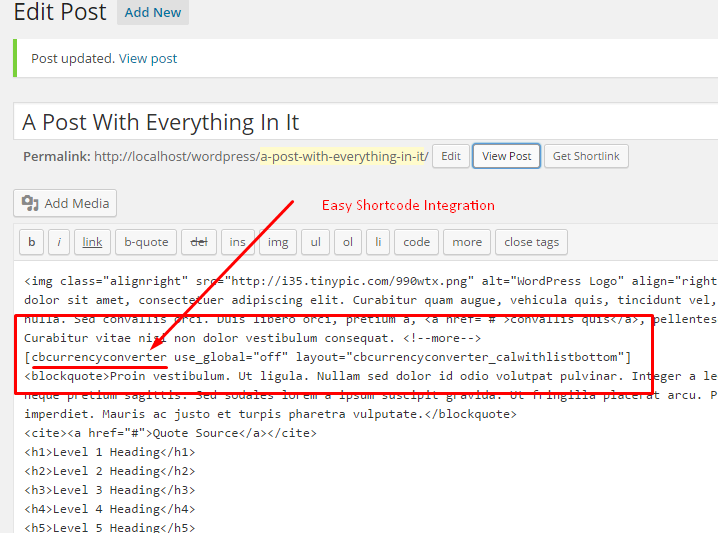 Edit Post Add New
Post updated. View post
A Post With Everything In It
Permalink: http://localhost/wordpress/a-post-with-everything-in-it/ Edit View Post Get Shortlink
Add Media
Easy Shortcode Integration
b i link b-quote del ins img ul ol li code more close tags
<img class="alignright" src="http://i35.tinypic.com/990wtx.png" alt="WordPress Logo" align="right
dolor sit amet, consectetuer adipiscing elit. Curabitur quam augue, vehicula quis, tincidunt vel,
nulla. Sed convallis orci. Duis libero orci, pretium a, <a href="#">convallis quis</a>, pellentes
Curabitur vitae nisi non dolor vestibulum consequat. <!--more-->
[cbcurrencyconverter use_global="off" layout="cbcurrencyconverter_calwithlistbottom"]
<blockquote>Proin vestibulum. Ut ligula. Nullam sed dolor id odio volutpat pulvinar. Integer a le
neque pretium sagittis. Sed sodales lorem a ipsum suscipit gravida. Ut fringilla placerat arcu. P
imperdiet. Mauris ac justo et turpis pharetra vulputate.</blockquote>
<cite><a href="#">Quote Source</a></cite>
<h1>Level 1 Heading</h1>
<h2>Level 2 Heading</h2>
<h3>Level 3 Heading</h3>
<h4>Level 4 Heading</h4>
<h5>Level 5 Heading</h5>